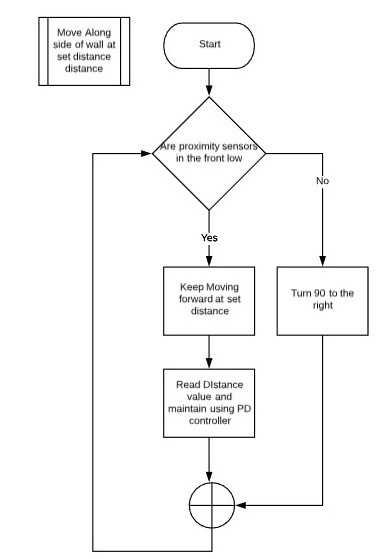 Move Along
side of wall at
set distance
distance
Start
Are proximity sensors
in the front low
No
Yes
Keep Moving
forward at set
distance
Turn 90 to the
right
Read DIstance
value and
maintain using PD
controller